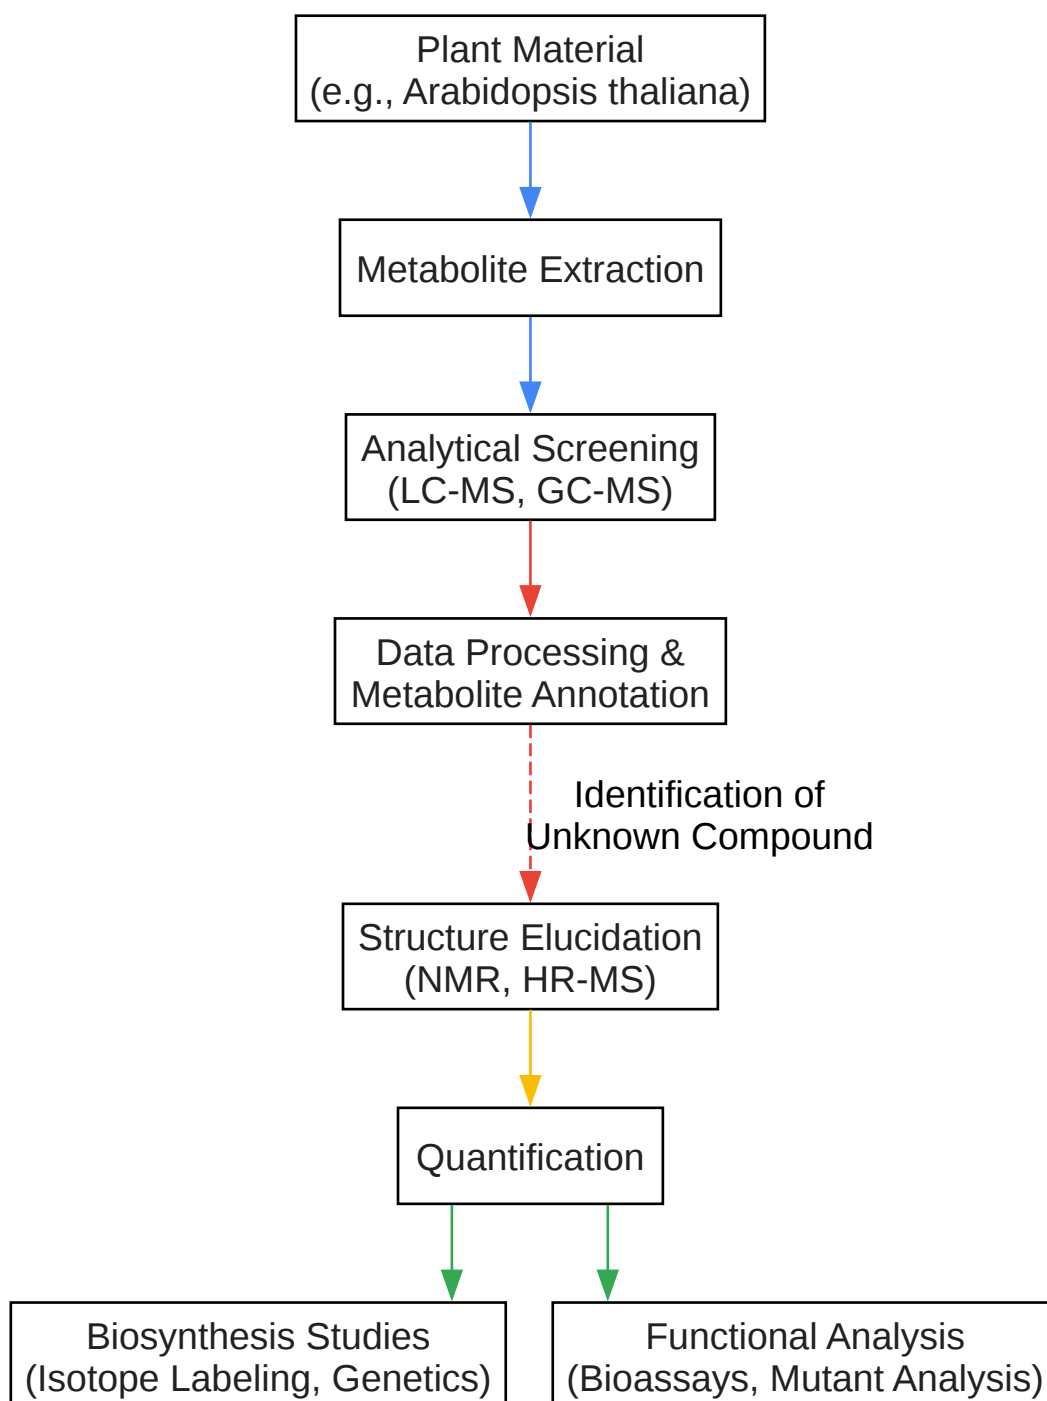 Plant Material
(e.g., Arabidopsis thaliana)
Metabolite Extraction
Analytical Screening
(LC-MS, GC-MS)
Data Processing &
Metabolite Annotation
Identification of
Unknown Compound
Structure Elucidation
(NMR, HR-MS)
Quantification
Biosynthesis Studies
(Isotope Labeling, Genetics)
Functional Analysis
(Bioassays, Mutant Analysis)